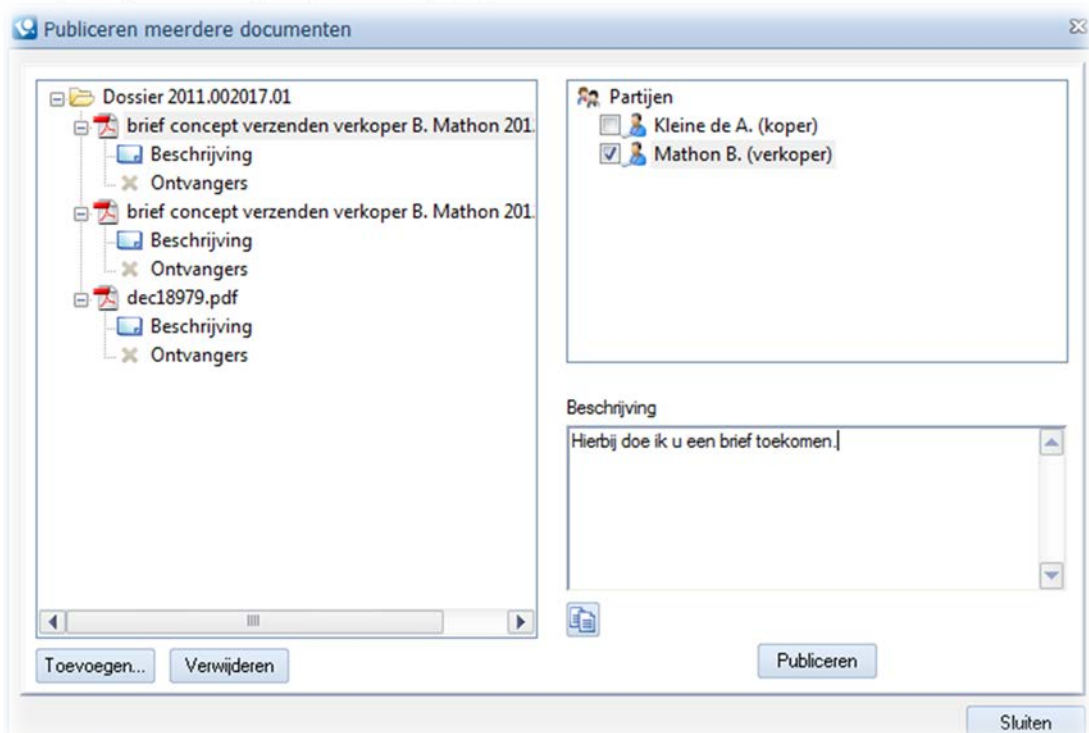 Publiceren meerdere documenten
Dossier 2011.002017.01
brief concept verzenden verkoper B. Mathon 201
Beschrijving
Ontvangers
brief concept verzenden verkoper B. Mathon 201
Beschrijving
Ontvangers
dec18979.pdf
Beschrijving
Ontvangers
Toevoegen...
Verwijderen
Partijen
Kleine de A. (koper)
Mathon B. (verkoper)
Beschrijving
Hierbij doe ik u een brief toekomen.
Publiceren
Sluiten